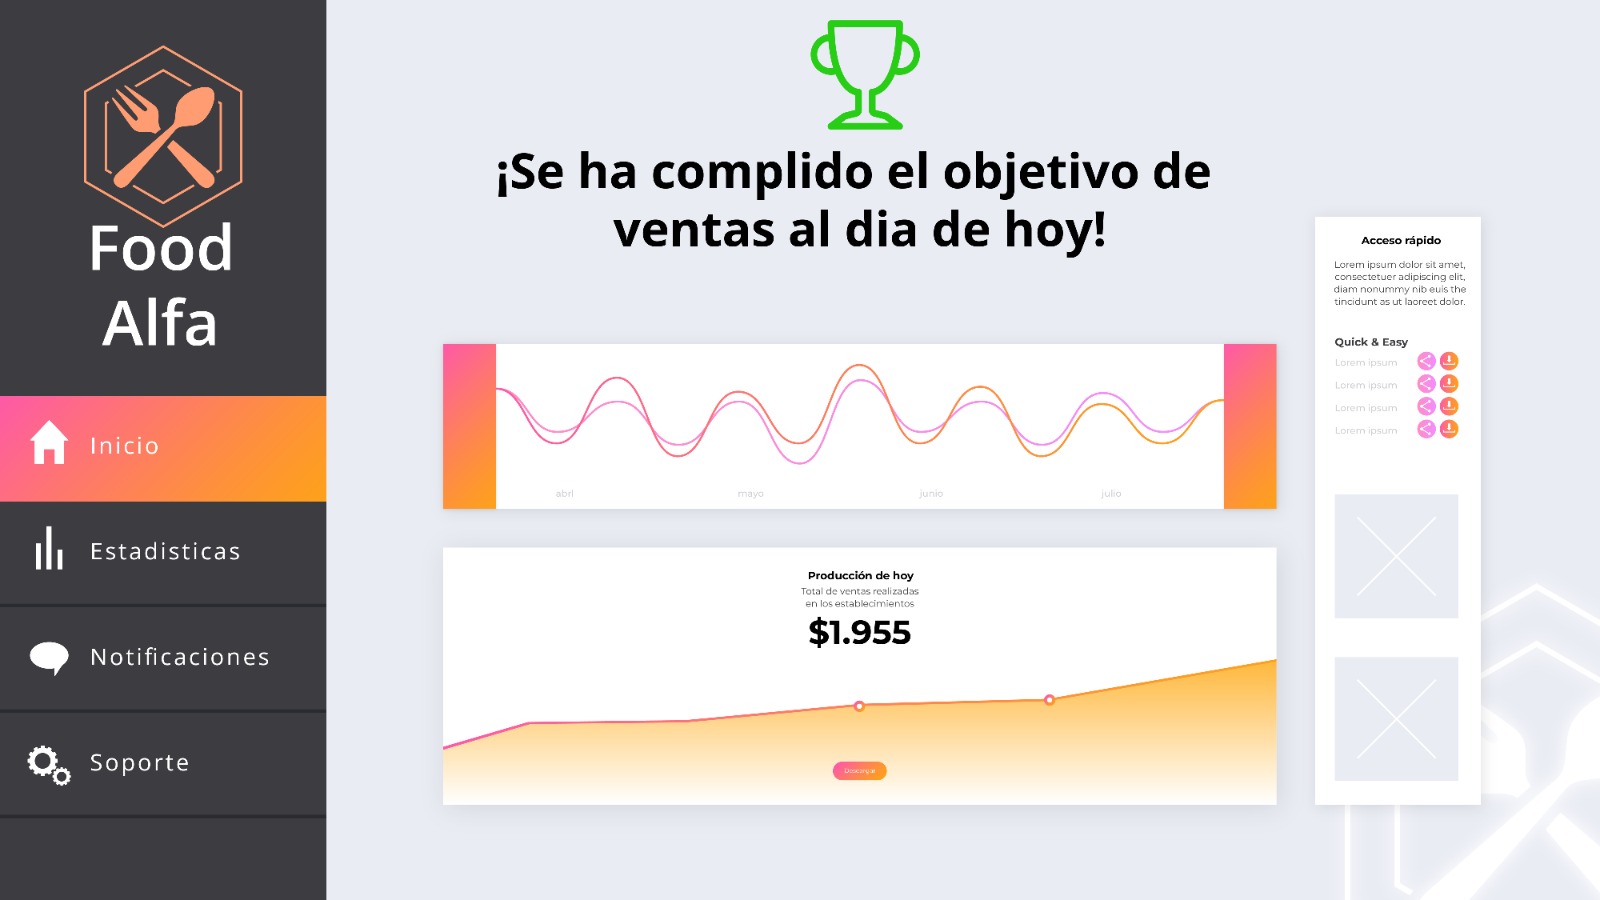 Food
Alfa
Inicio
Estadisticas
Notificaciones
Soporte
¡Se ha complido el objetivo de
ventas al dia de hoy!
abril
mayo
junio
julio
Producción de hoy
Total de ventas realizadas
en los establecimientos
$1.955
Descargar
Acceso rápido
Lorem ipsum dolor sit amet,
consectetuer adipiscing elit,
diam nonummy nib euis the
tincidunt as ut laoreet dolor.
Quick & Easy
Lorem ipsum
Lorem ipsum
Lorem ipsum
Lorem ipsum